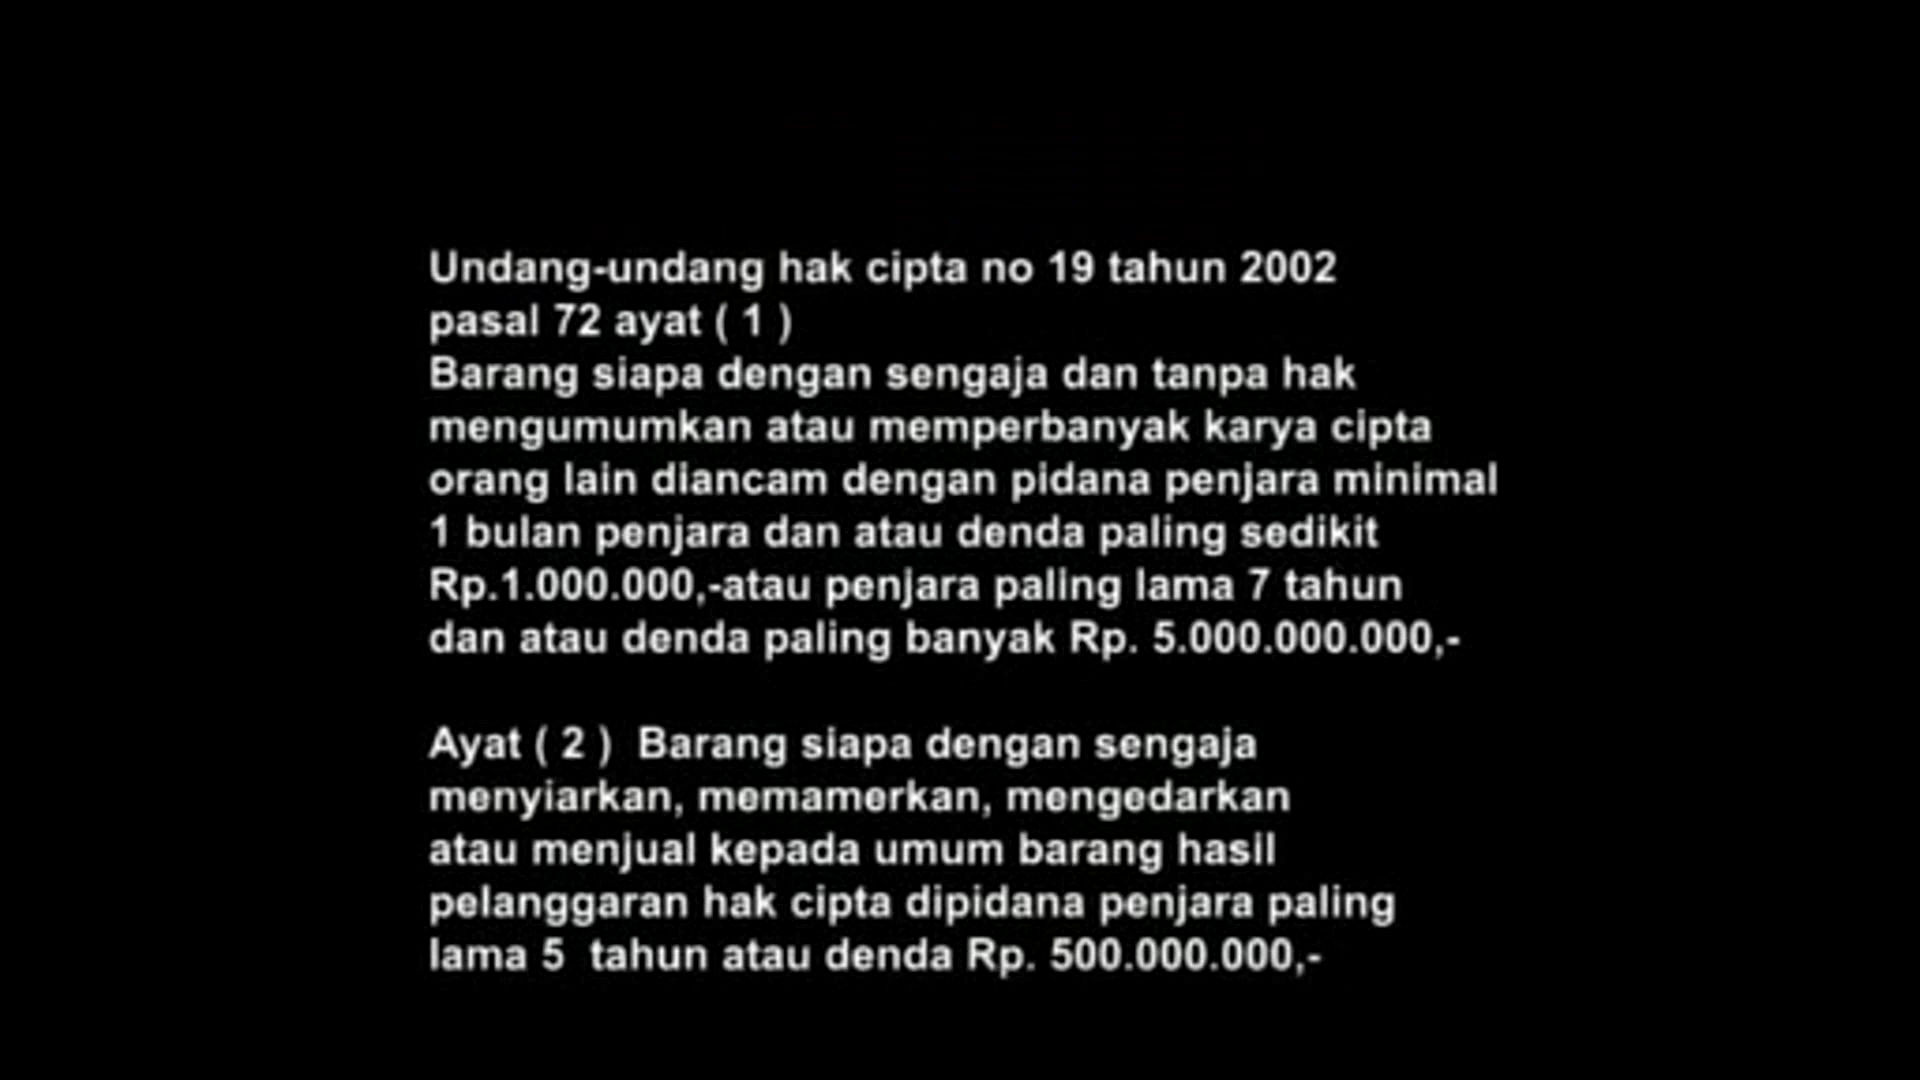 Undang-undang hak cipta no 19 tahun 2002
pasal 72 ayat ( 1 )
Barang siapa dengan sengaja dan tanpa hak
mengumumkan atau memperbanyak karya cipta
orang lain diancam dengan pidana penjara minimal
1 bulan penjara dan atau denda paling sedikit
Rp.1.000.000,-atau penjara paling lama 7 tahun
dan atau denda paling banyak Rp. 5.000.000.000,-
Ayat ( 2 )  Barang siapa dengan sengaja
menyiarkan, memamerkan, mengedarkan
atau menjual kepada umum barang hasil
pelanggaran hak cipta dipidana penjara paling
lama 5  tahun atau denda Rp. 500.000.000,-